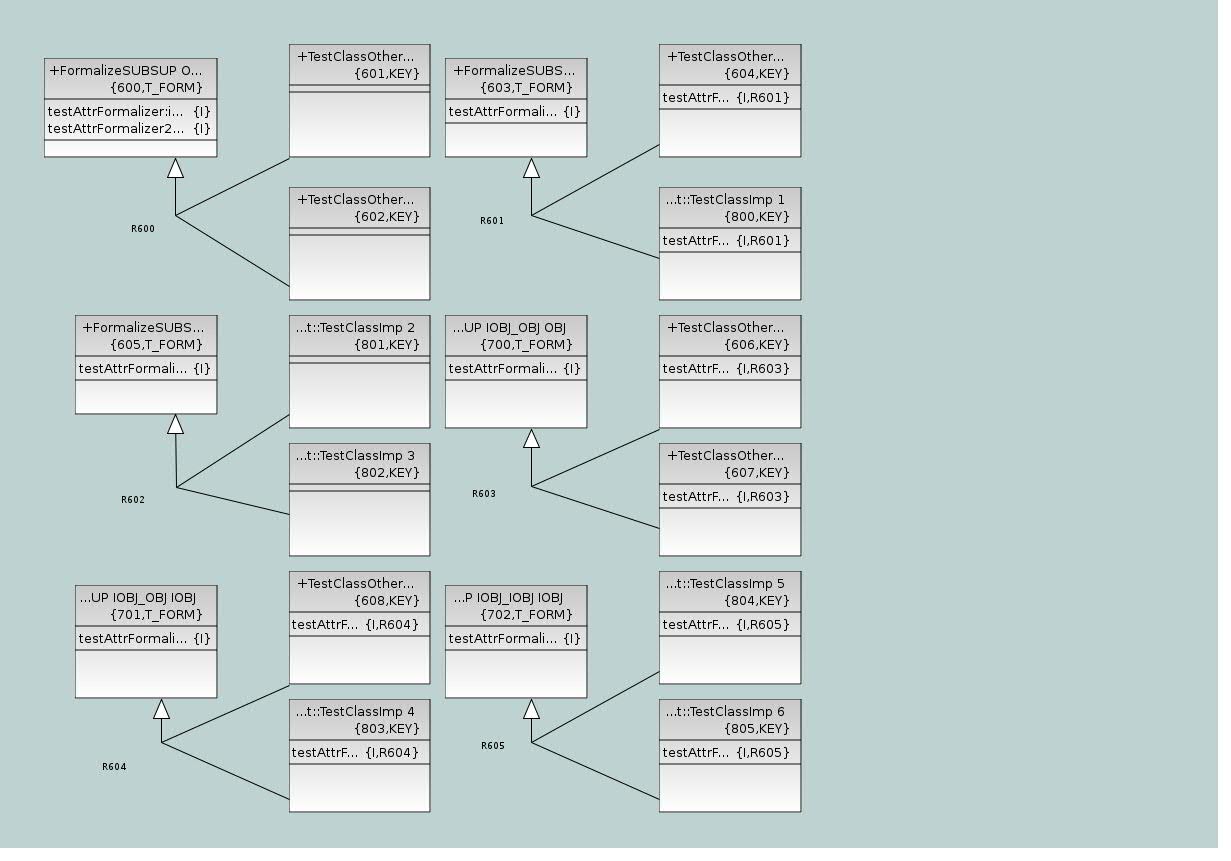 +FormalizeSUBSUP O...
{600,T_FORM}
testAttrFormalizer:i... {I}
testAttrFormalizer2... {I}
+TestClassOther...
{601,KEY}
+TestClassOther...
{602,KEY}
R600
+FormalizeSUBS...
{603,T_FORM}
testAttrFormali... {I}
+TestClassOther...
{604,KEY}
testAttrF... {I,R601}
...t::TestClassImp 1
{800,KEY}
testAttrF... {I,R601}
R601
+FormalizeSUBS...
{605,T_FORM}
testAttrFormali... {I}
...t::TestClassImp 2
{801,KEY}
...t::TestClassImp 3
{802,KEY}
R602
...UP IOBJ_OBJ OBJ
{700,T_FORM}
testAttrFormali... {I}
+TestClassOther...
{606,KEY}
testAttrF... {I,R603}
+TestClassOther...
{607,KEY}
testAttrF... {I,R603}
R603
...UP IOBJ_OBJ IOBJ
{701,T_FORM}
testAttrFormali... {I}
+TestClassOther...
{608,KEY}
testAttrF... {I,R604}
...t::TestClassImp 4
{803,KEY}
testAttrF... {I,R604}
R604
...P IOBJ_IOBJ IOBJ
{702,T_FORM}
testAttrFormali... {I}
...t::TestClassImp 5
{804,KEY}
testAttrF... {I,R605}
...t::TestClassImp 6
{805,KEY}
testAttrF... {I,R605}
R605